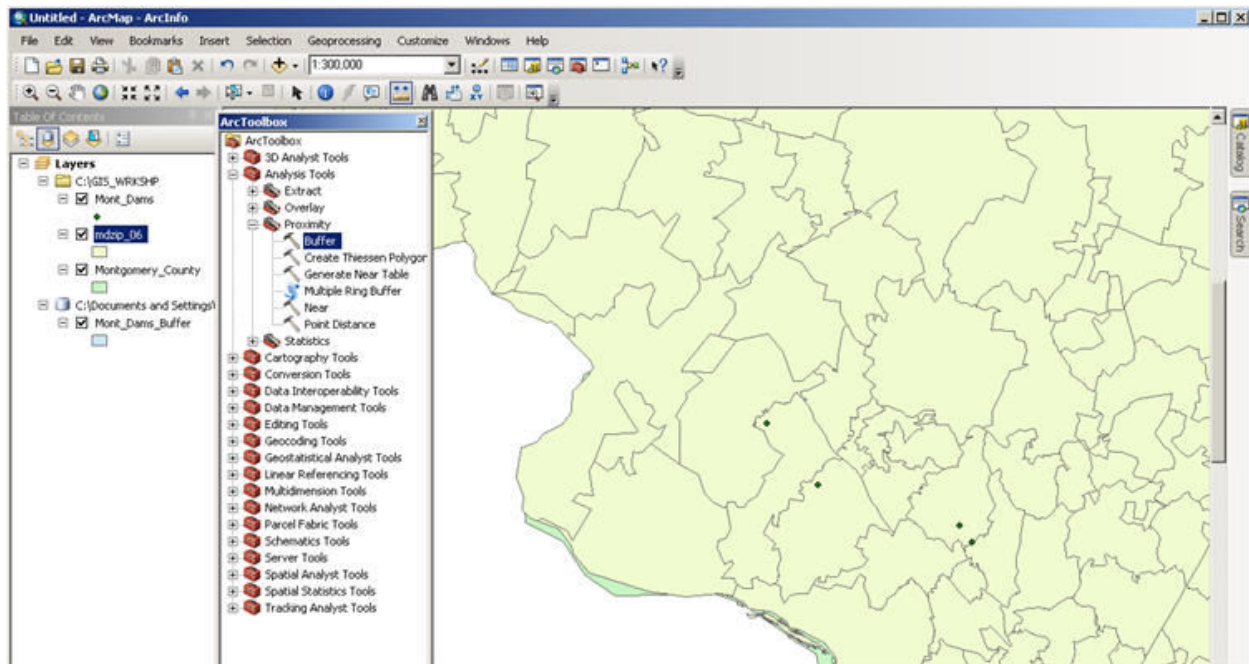 Untitled - ArcMap - ArcInfo
File Edit View Bookmarks Insert Selection Geoprocessing Customize Windows Help
1:300,000
Table Of Contents
Layers
C:\GIS_WRKSHP
Mont_Dams
mdzip_06
Montgomery_County
C:\Documents and Settings\
Mont_Dams_Buffer
ArcToolbox
ArcToolbox
3D Analyst Tools
Analysis Tools
Extract
Overlay
Proximity
Buffer
Create Thiessen Polygon
Generate Near Table
Multiple Ring Buffer
Near
Point Distance
Statistics
Cartography Tools
Conversion Tools
Data Interoperability Tools
Data Management Tools
Editing Tools
Geocoding Tools
Geostatistical Analyst Tools
Linear Referencing Tools
Multidimension Tools
Network Analyst Tools
Parcel Fabric Tools
Schematics Tools
Server Tools
Spatial Analyst Tools
Spatial Statistics Tools
Tracking Analyst Tools
Catalog
Search